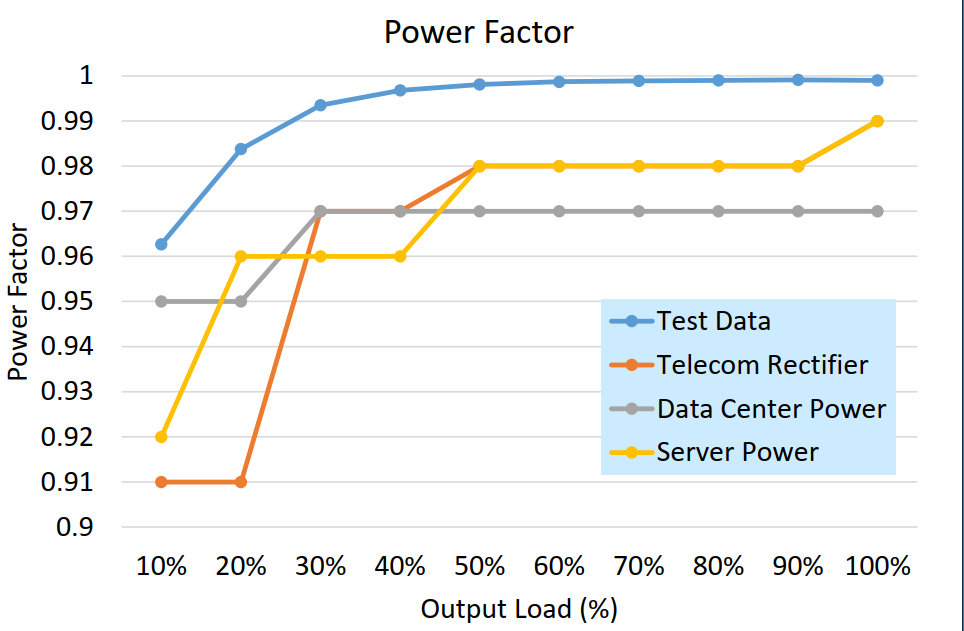 Power Factor
1
0.99
0.98
0.97
0.96
0.95
0.94
0.93
0.92
0.91
0.9
Power Factor
Test Data
Telecom Rectifier
Data Center Power
Server Power
10% 20% 30% 40% 50% 60% 70% 80% 90% 100%
Output Load (%)